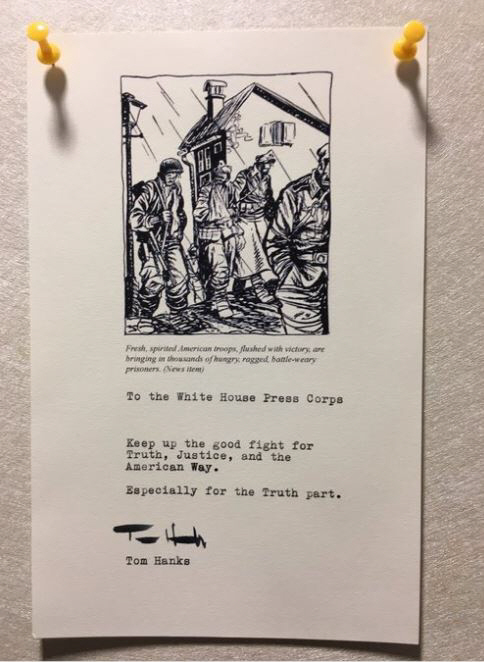 Fresh, spirited American troops, flushed with victory, are
bringing in thousands of hungry, ragged, battle-weary
prisoners. (News item)
To the White House Press Corps
Keep up the good fight for
Truth, Justice, and the
American Way.
Especially for the Truth part.
Tom Hanks
Tom Hanks